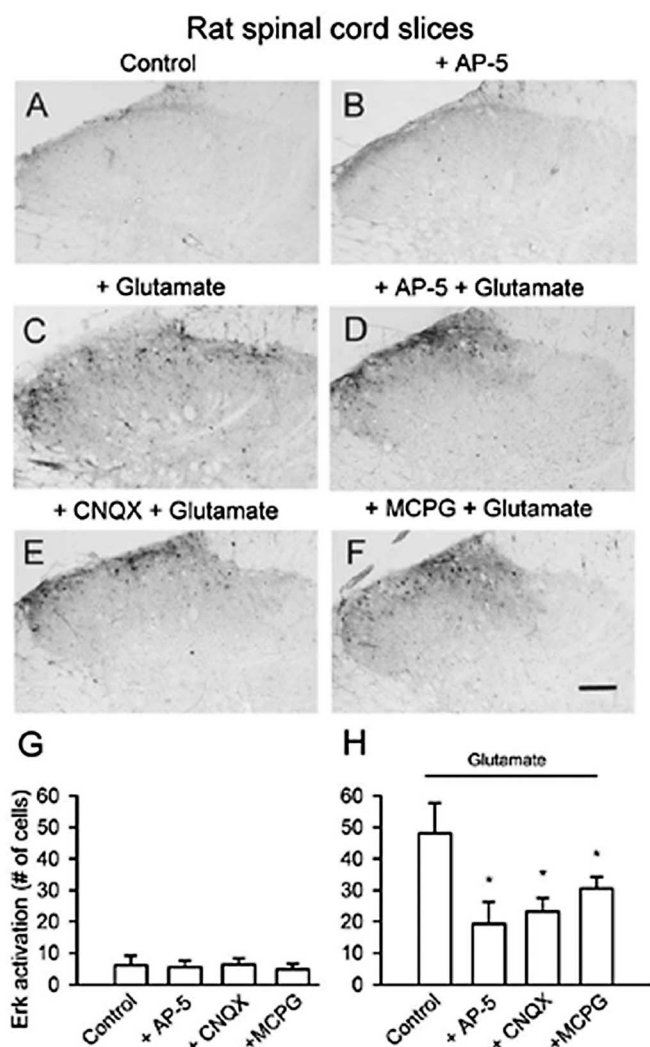 Rat spinal cord slices
Control
+ AP-5
A
B
+ Glutamate
+ AP-5 + Glutamate
C
D
+ CNQX + Glutamate
+ MCPG + Glutamate
E
F
G
H
Glutamate
Erk activation (# of cells)
60
50
40
30
20
10
0
Control
+ AP-5
+ CNQX
+MCPG
60
50
40
30
20
10
0
*
*
*
Control
+ AP-5
+ CNQX
+MCPG